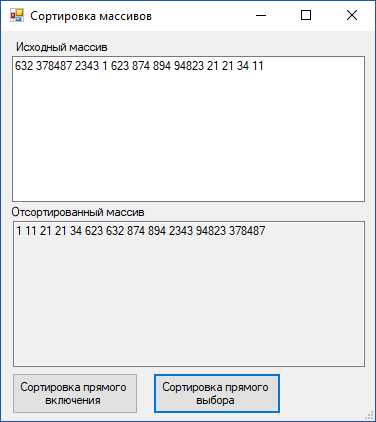 Сортировка массивов
Исходный массив
632 378487 2343 1 623 874 894 94823 21 21 34 11
Отсортированный массив
1 11 21 21 34 623 632 874 894 2343 94823 378487
Сортировка прямого
включения
Сортировка прямого
выбора